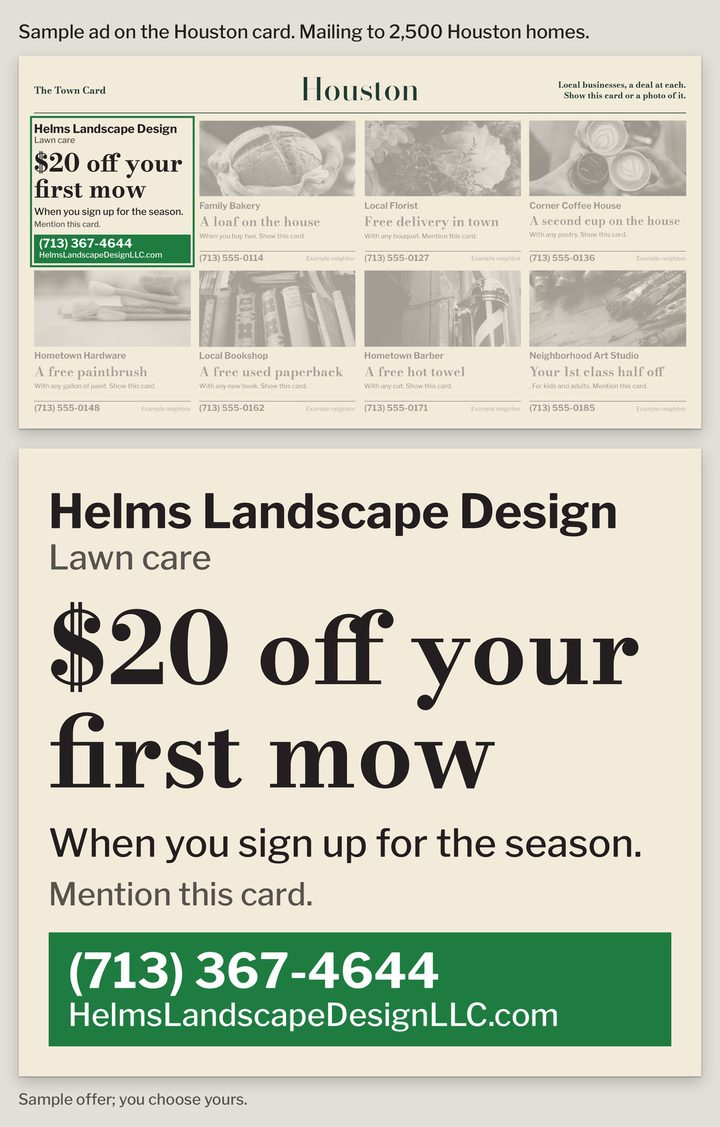 Sample ad on the Houston card. Mailing to 2,500 Houston homes.
The Town Card
Houston
Local businesses, a deal at each.
Show this card or a photo of it.
Helms Landscape Design
Lawn care
$20 off your
first mow
When you sign up for the season.
Mention this card.
(713) 367-4644
HelmsLandscapeDesignLLC.com
Family Bakery
A loaf on the house
When you buy two. Show this card.
(713) 555-0114
Example neighbor
Local Florist
Free delivery in town
With any bouquet. Mention this card.
(713) 555-0127
Example neighbor
Corner Coffee House
A second cup on the house
With any pastry. Show this card.
(713) 555-0136
Example neighbor
Hometown Hardware
A free paintbrush
With any gallon of paint. Show this card.
(713) 555-0148
Example neighbor
Local Bookshop
A free used paperback
With any new book. Show this card.
(713) 555-0162
Example neighbor
Hometown Barber
A free hot towel
With any cut. Show this card.
(713) 555-0171
Example neighbor
Neighborhood Art Studio
Your 1st class half off
For kids and adults. Mention this card.
(713) 555-0185
Example neighbor
Helms Landscape Design
Lawn care
$20 off your
first mow
When you sign up for the season.
Mention this card.
(713) 367-4644
HelmsLandscapeDesignLLC.com
Sample offer; you choose yours.